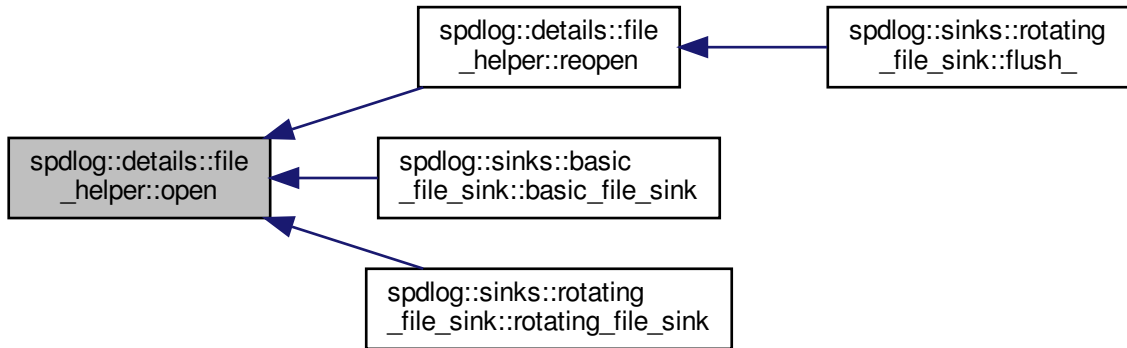 spdlog::details::file
_helper::reopen
spdlog::sinks::rotating
_file_sink::flush_
spdlog::details::file
_helper::open
spdlog::sinks::basic
_file_sink::basic_file_sink
spdlog::sinks::rotating
_file_sink::rotating_file_sink